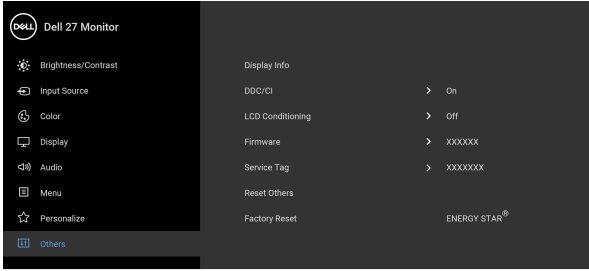 DELL Dell 27 Monitor
Brightness/Contrast Display Info
Input Source DDC/CI On
Color LCD Conditioning Off
Display Firmware XXXXXX
Audio Service Tag XXXXXXX
Menu Reset Others
Personalize Factory Reset ENERGY STAR®
Others